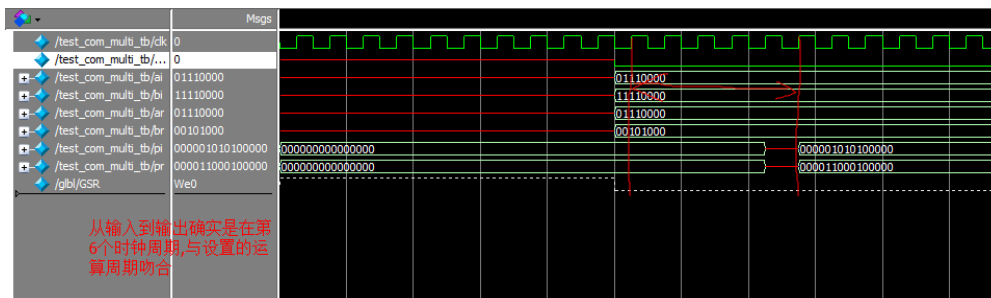 Msgs
/test_com_multi_tb/clk 0
/test_com_multi_tb/... 0
/test_com_multi_tb/ai 01110000 01110000
/test_com_multi_tb/bi 11110000 11110000
/test_com_multi_tb/ar 01110000 01110000
/test_com_multi_tb/br 00101000 00101000
/test_com_multi_tb/pi 000001010100000 000000000000000 000001010100000
/test_com_multi_tb/pr 000011000100000 000000000000000 000011000100000
/glbl/GSR We0
从输入到输出确实是在第
6个时钟周期,与设置的运
算周期吻合